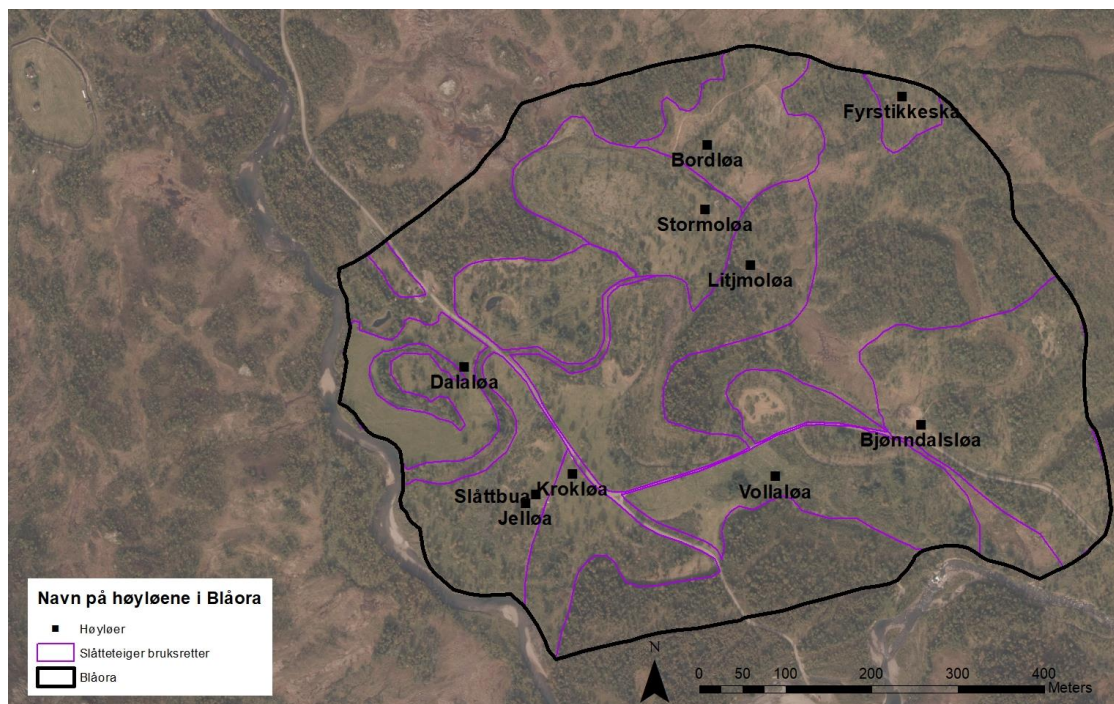 Fyrstikkeska
Bordløa
Stormoløa
Litjmoløa
Dalaløa
Bjønndalsløa
Slåttbua
Krokløa
Vollaløa
Jelløa
Navn på høyløene i Blåora
Høyløer
Slåtteteiger bruksretter
Blåora
N
0 50 100 200 300 400
Meters